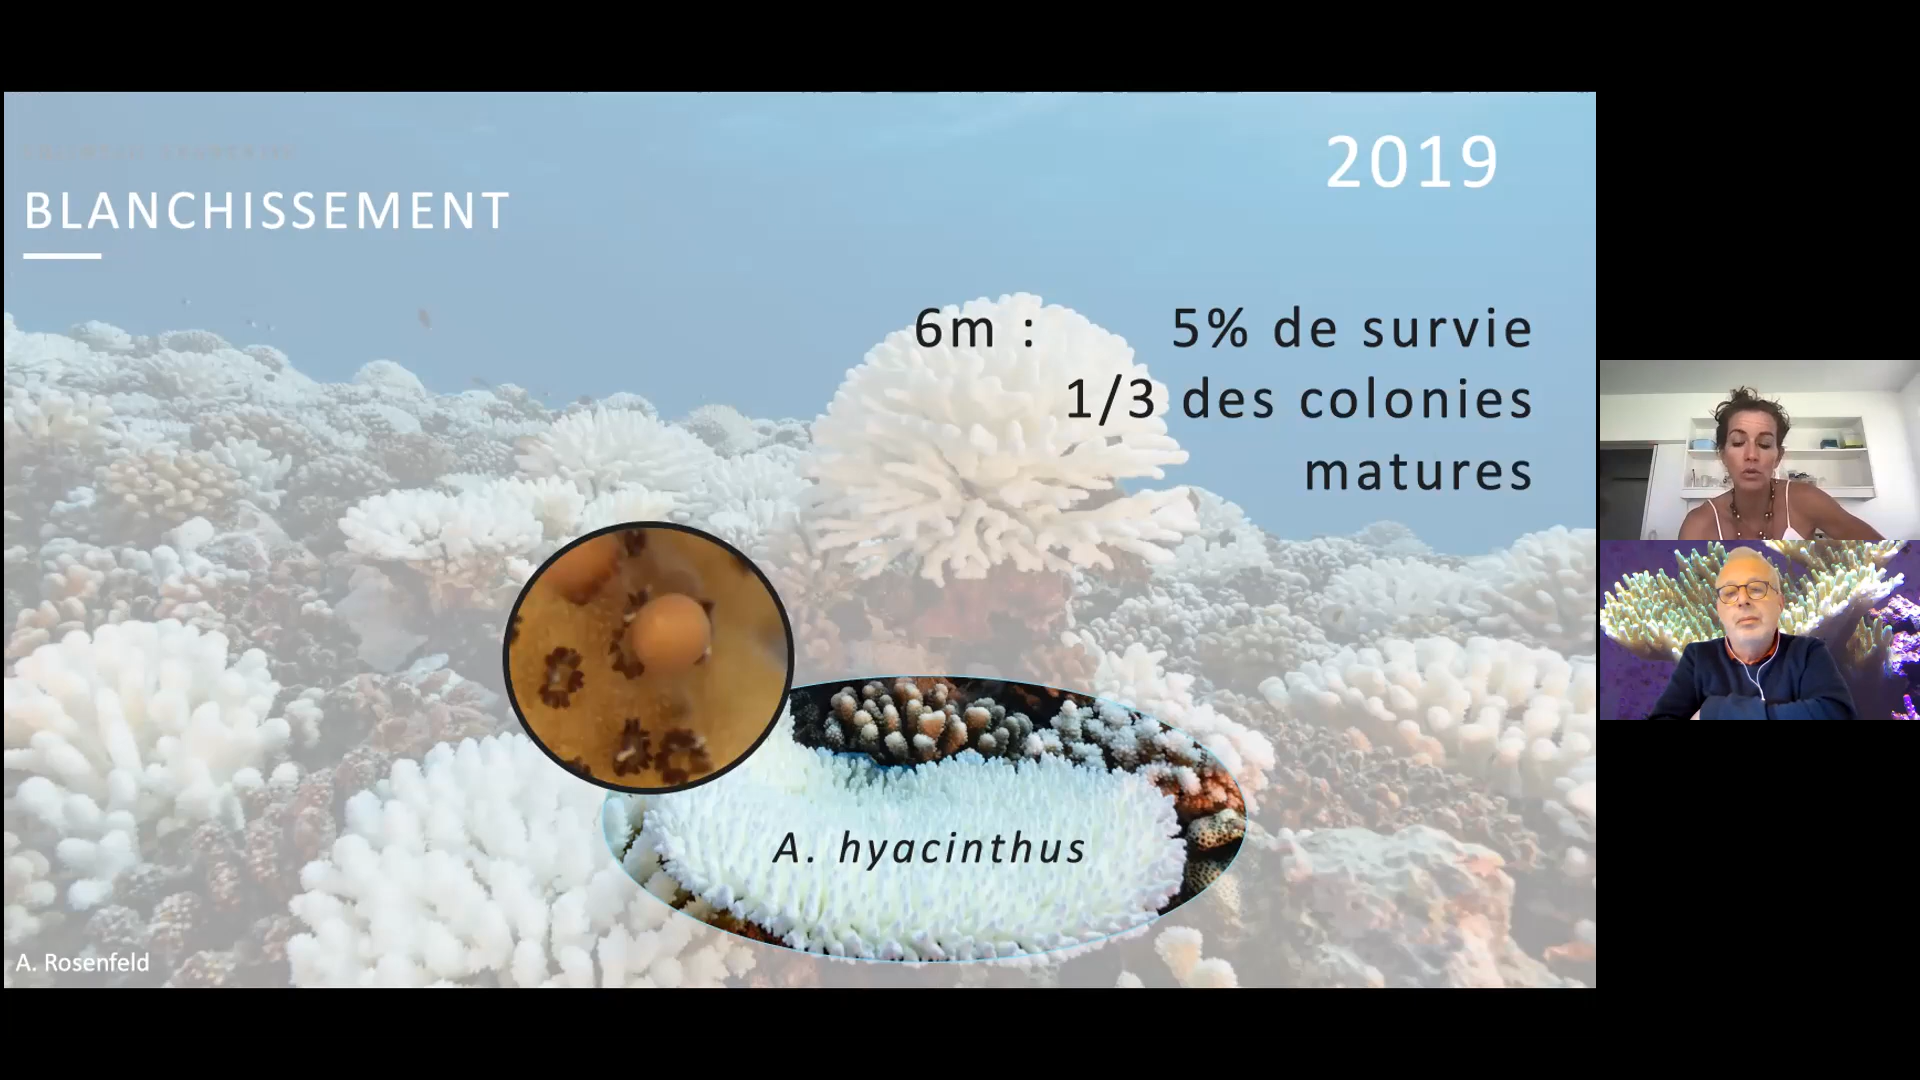 BLANCHISSEMENT
2019
6m : 5% de survie
1/3 des colonies
matures
A. hyacinthus
A. Rosenfeld